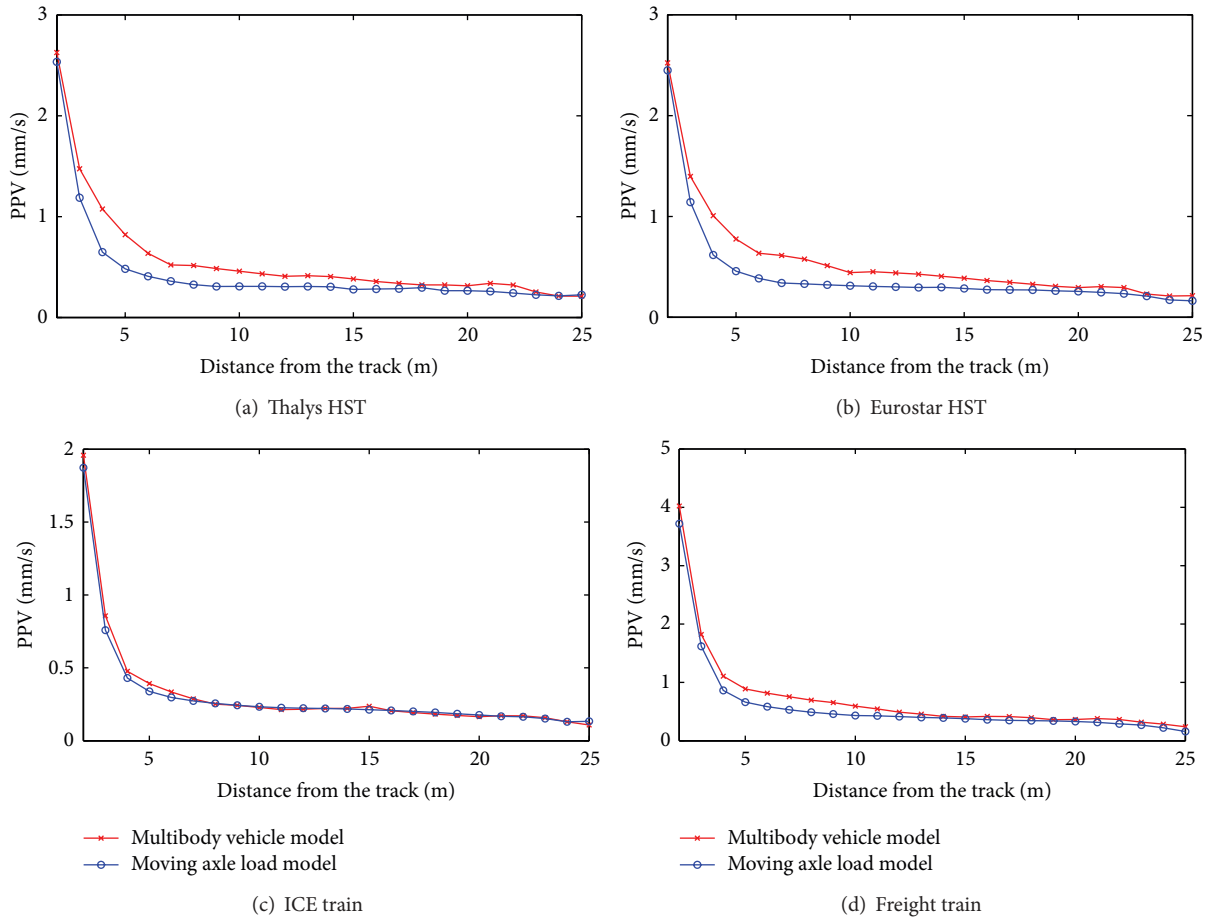 3
2
1
0
PPV (mm/s)
5 10 15 20 25
Distance from the track (m)
(a) Thalys HST
3
2
1
0
PPV (mm/s)
5 10 15 20 25
Distance from the track (m)
(b) Eurostar HST
2
1.5
1
0.5
0
PPV (mm/s)
5 10 15 20 25
Distance from the track (m)
Multibody vehicle model
Moving axle load model
(c) ICE train
5
4
3
2
1
0
PPV (mm/s)
5 10 15 20 25
Distance from the track (m)
Multibody vehicle model
Moving axle load model
(d) Freight train